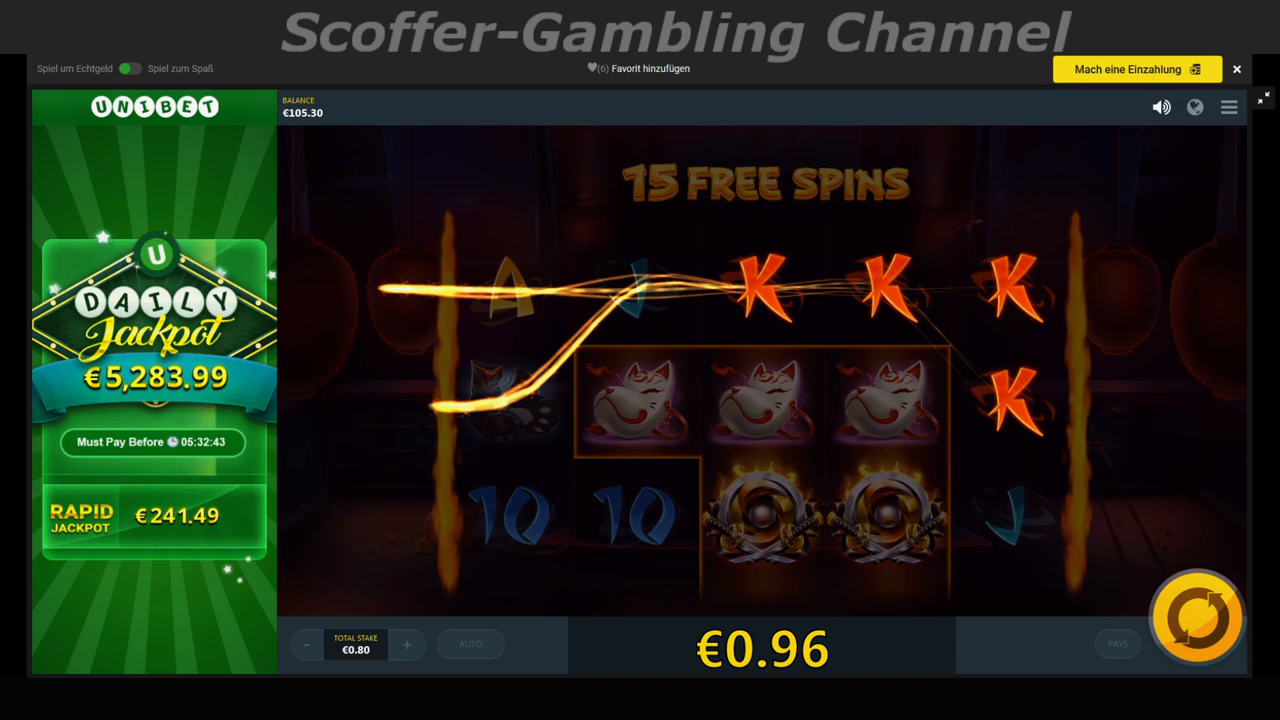 Scoffer-Gambling Channel
Spiel um Echtgeld Spiel zum Spaß
(6) Favorit hinzufügen
Mach eine Einzahlung
UNIBET
BALANCE
€105.30
15 FREE SPINS
U
DAILY
Jackpot
€5,283.99
Must Pay Before 05:32:43
RAPID
JACKPOT
€241.49
A J K K K
K
10 10 J
- TOTAL STAKE +
€0.80
AUTO
€0.96
PAYS